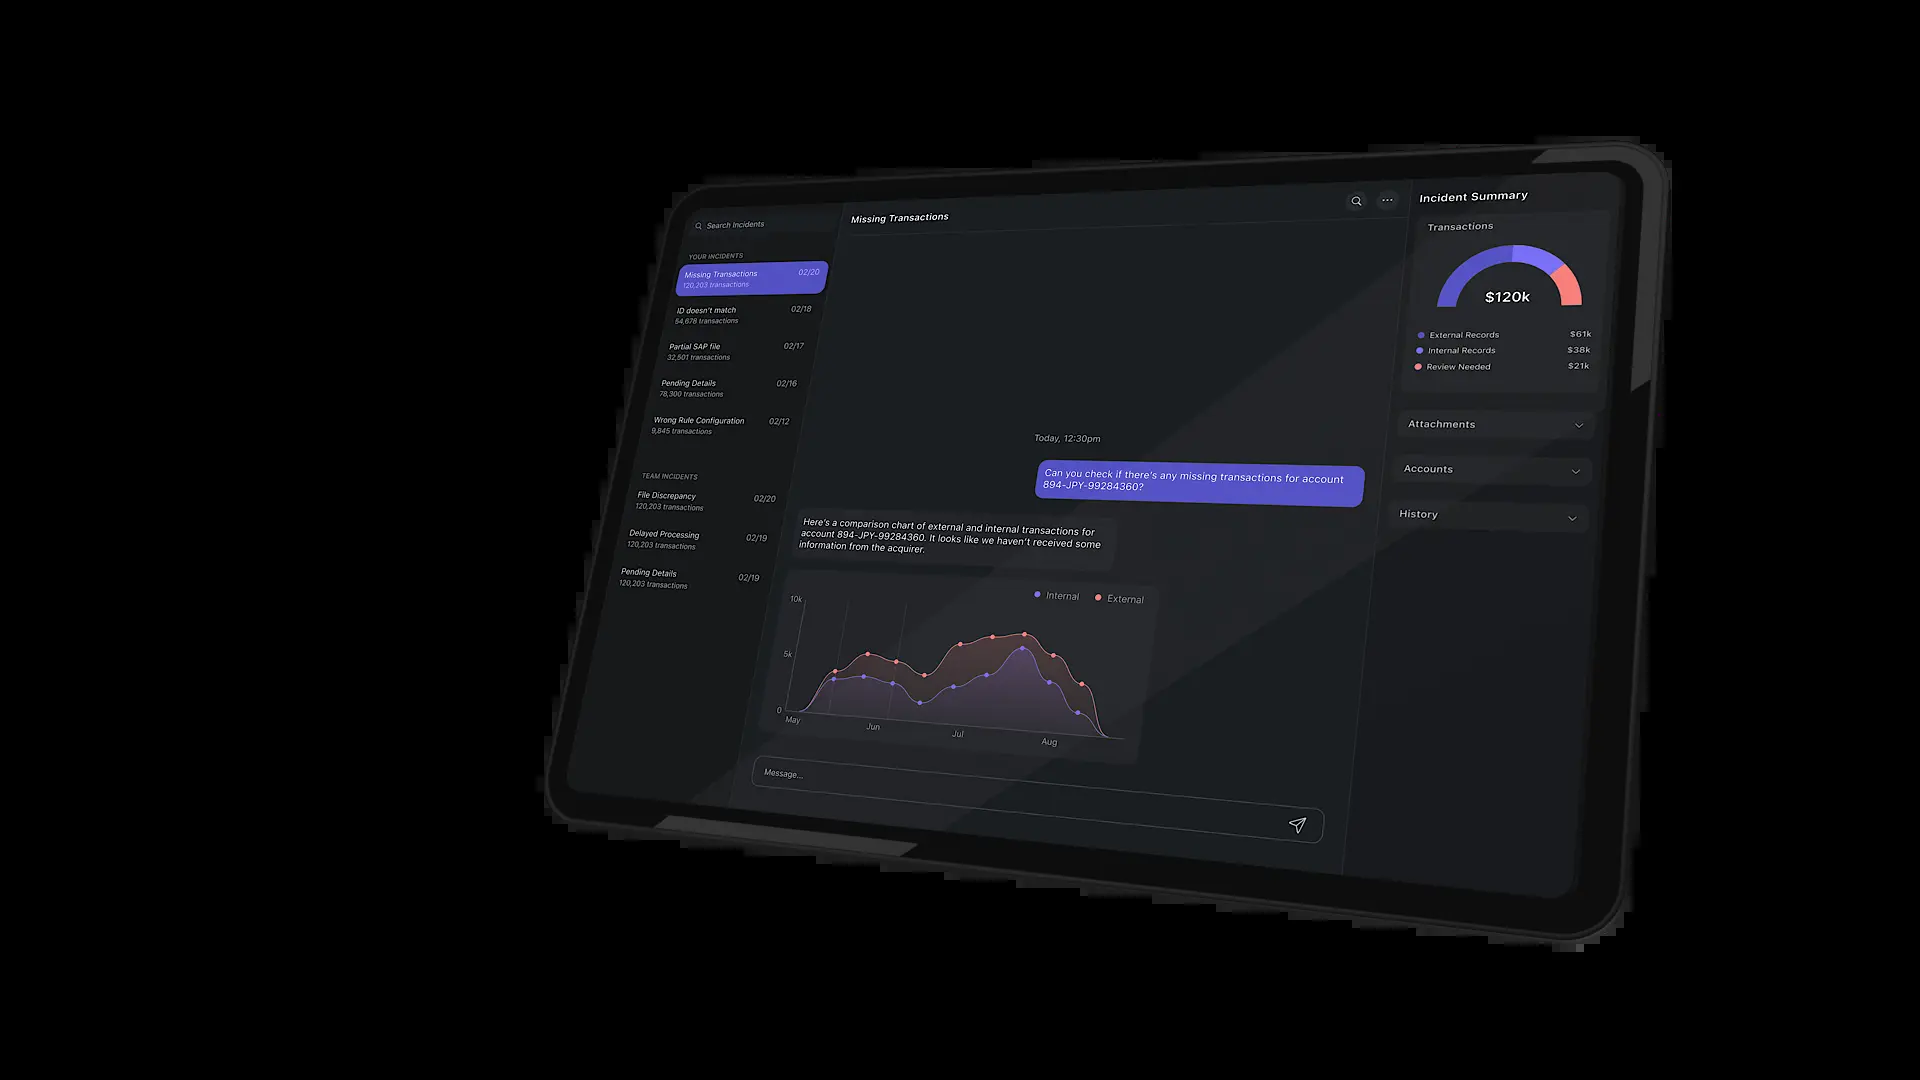 Search Incidents
YOUR INCIDENTS
Missing Transactions 02/20
120,203 transactions
ID doesn't match 02/18
54,678 transactions
Partial SAP file 02/17
32,501 transactions
Pending Details 02/16
78,300 transactions
Wrong Rule Configuration 02/12
9,845 transactions
TEAM INCIDENTS
File Discrepancy 02/20
120,203 transactions
Delayed Processing 02/19
120,203 transactions
Pending Details 02/19
120,203 transactions
Missing Transactions
Today, 12:30pm
Can you check if there's any missing transactions for account
894-JPY-99284360?
Here's a comparison chart of external and internal transactions for
account 894-JPY-99284360. It looks like we haven't received some
information from the acquirer.
Internal External
10k
5k
0
May Jun Jul Aug
Message...
Incident Summary
Transactions
$120k
External Records $61k
Internal Records $38k
Review Needed $21k
Attachments
Accounts
History